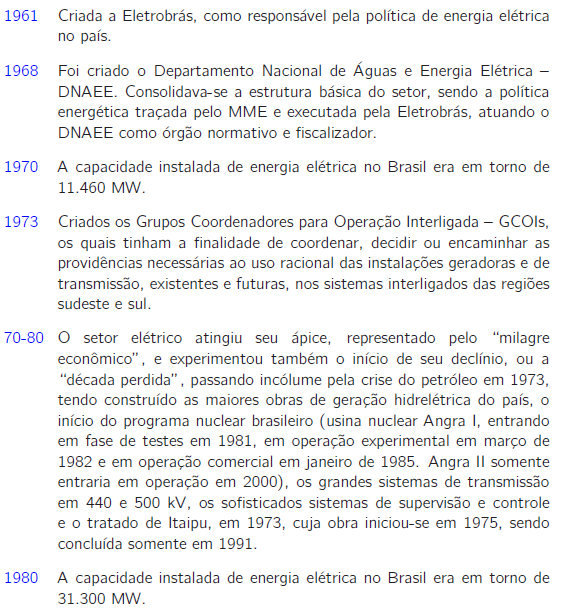 1961 Criada a Eletrobrás, como responsável pela política de energia elétrica
no país.
1968 Foi criado o Departamento Nacional de Águas e Energia Elétrica –
DNAEE. Consolidava-se a estrutura básica do setor, sendo a política
energética traçada pelo MME e executada pela Eletrobrás, atuando o
DNAEE como órgão normativo e fiscalizador.
1970 A capacidade instalada de energia elétrica no Brasil era em torno de
11.460 MW.
1973 Criados os Grupos Coordenadores para Operação Interligada – GCOIs,
os quais tinham a finalidade de coordenar, decidir ou encaminhar as
providências necessárias ao uso racional das instalações geradoras e de
transmissão, existentes e futuras, nos sistemas interligados das regiões
sudeste e sul.
70-80 O setor elétrico atingiu seu ápice, representado pelo “milagre
econômico”, e experimentou também o início de seu declínio, ou a
“década perdida”, passando incólume pela crise do petróleo em 1973,
tendo construído as maiores obras de geração hidrelétrica do país, o
início do programa nuclear brasileiro (usina nuclear Angra I, entrando
em fase de testes em 1981, em operação experimental em março de
1982 e em operação comercial em janeiro de 1985. Angra II somente
entraria em operação em 2000), os grandes sistemas de transmissão
em 440 e 500 kV, os sofisticados sistemas de supervisão e controle
e o tratado de Itaipu, em 1973, cuja obra iniciou-se em 1975, sendo
concluída somente em 1991.
1980 A capacidade instalada de energia elétrica no Brasil era em torno de
31.300 MW.